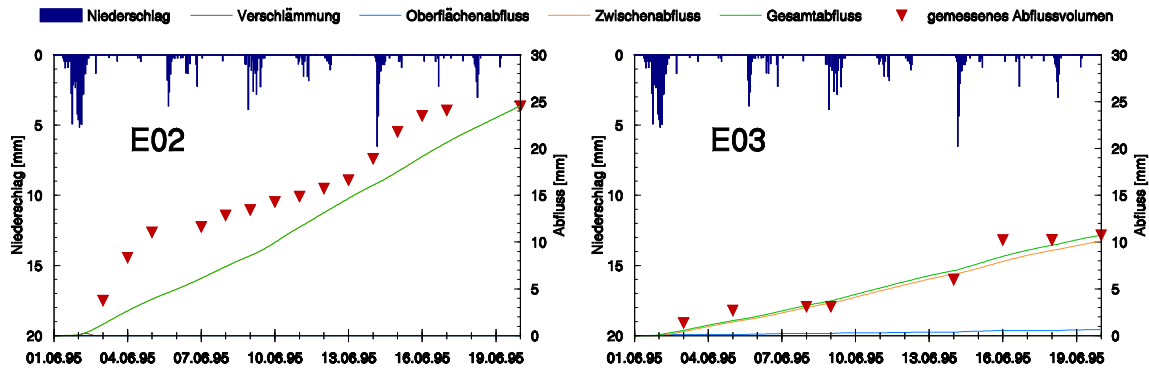 Niederschlag Verschlämmung Oberflächenabfluss Zwischenabfluss Gesamtabfluss gemessenes Abflussvolumen
0 30 0 30
25 25
5 E02 20 5 E03 20
Niederschlag [mm] Abfluss [mm] Niederschlag [mm] Abfluss [mm]
10 15 10 15
10 10
15 5 15 5
20 0 20 0
01.06.95 04.06.95 07.06.95 10.06.95 13.06.95 16.06.95 19.06.95 01.06.95 04.06.95 07.06.95 10.06.95 13.06.95 16.06.95 19.06.95